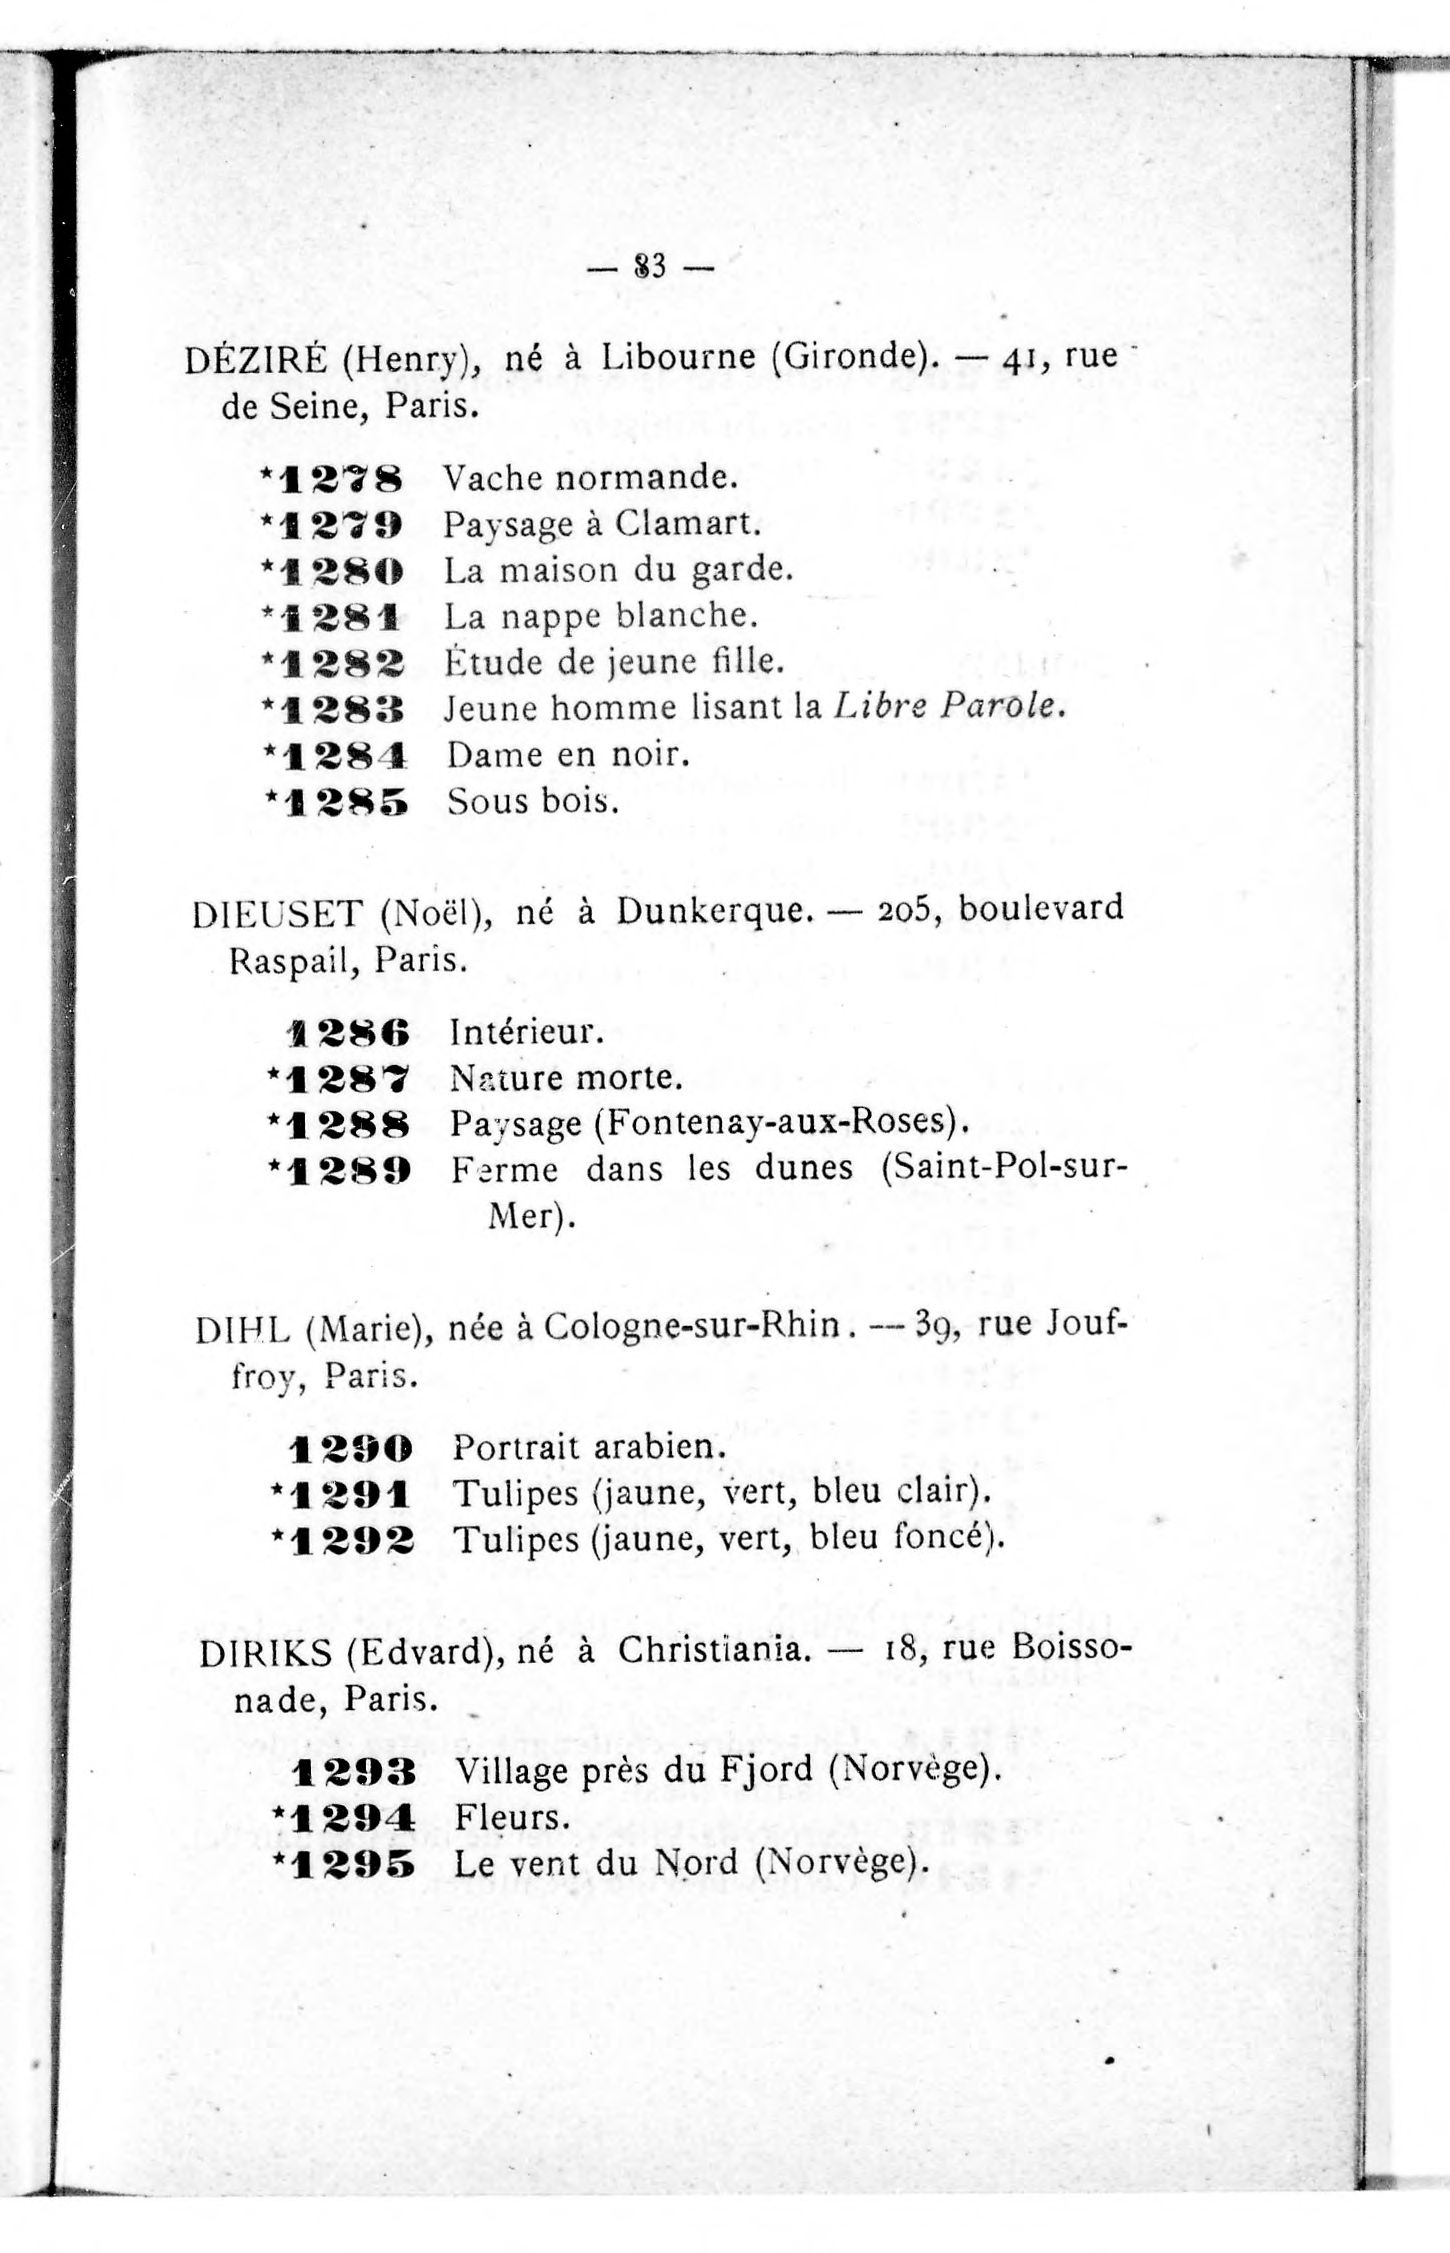 — 83 —
DÉZIRÉ (Henry), né à Libourne (Gironde). — 41, rue
de Seine, Paris.
*1278 Vache normande.
*1279 Paysage à Clamart.
*1280 La maison du garde.
*1281 La nappe blanche.
*1282 Étude de jeune fille.
*1283 Jeune homme lisant la Libre Parole.
*1284 Dame en noir.
*1285 Sous bois.
DIEUSET (Noël), né à Dunkerque. — 205, boulevard
Raspail, Paris.
1286 Intérieur.
*1287 Nature morte.
*1288 Paysage (Fontenay-aux-Roses).
*1289 Ferme dans les dunes (Saint-Pol-sur-
Mer).
DIHL (Marie), née à Cologne-sur-Rhin. — 39, rue Jouf-
froy, Paris.
1290 Portrait arabien.
*1291 Tulipes (jaune, vert, bleu clair).
*1292 Tulipes (jaune, vert, bleu foncé).
DIRIKS (Edvard), né à Christiania. — 18, rue Boisso-
nade, Paris.
1293 Village près du Fjord (Norvège).
*1294 Fleurs.
*1295 Le vent du Nord (Norvège).